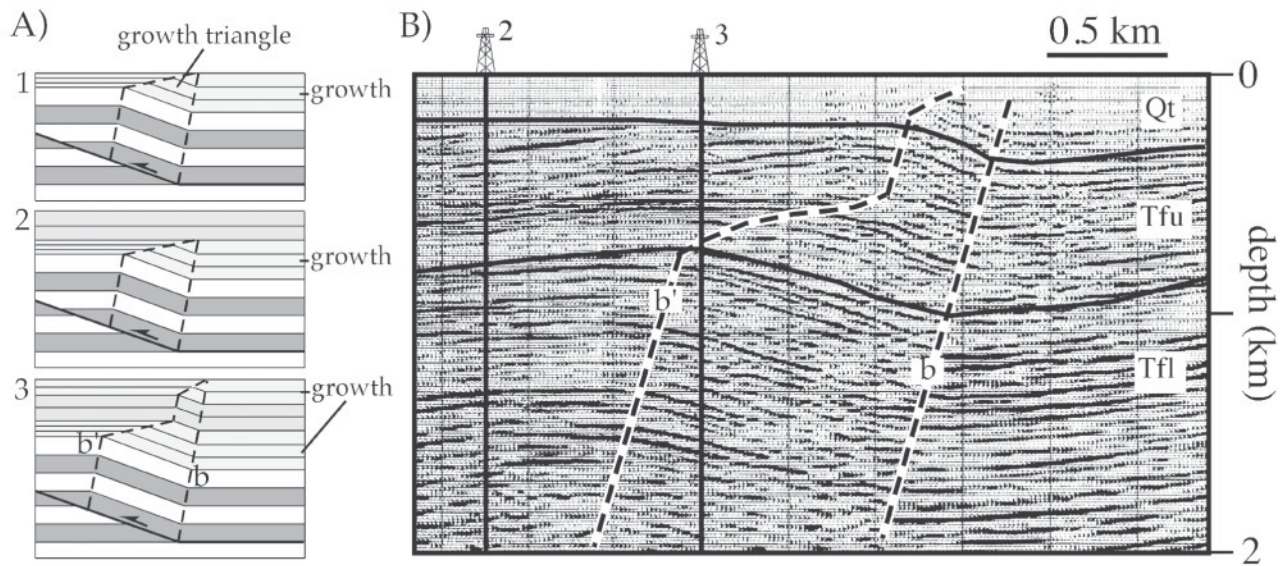 A)
growth triangle
1
growth
2
growth
3
growth
b'
b
B)
2
3
0.5 km
0
Qt
Tfu
b'
b
Tfl
depth (km)
2